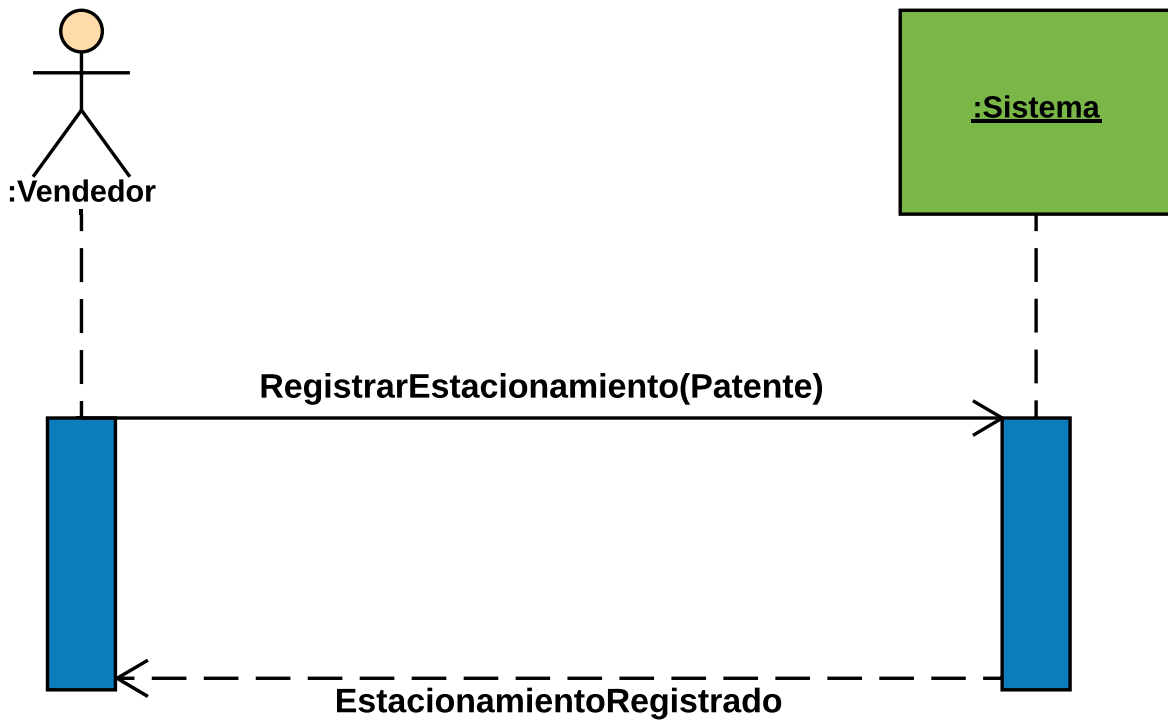 :Vendedor
:Sistema
RegistrarEstacionamiento(Patente)
EstacionamientoRegistrado